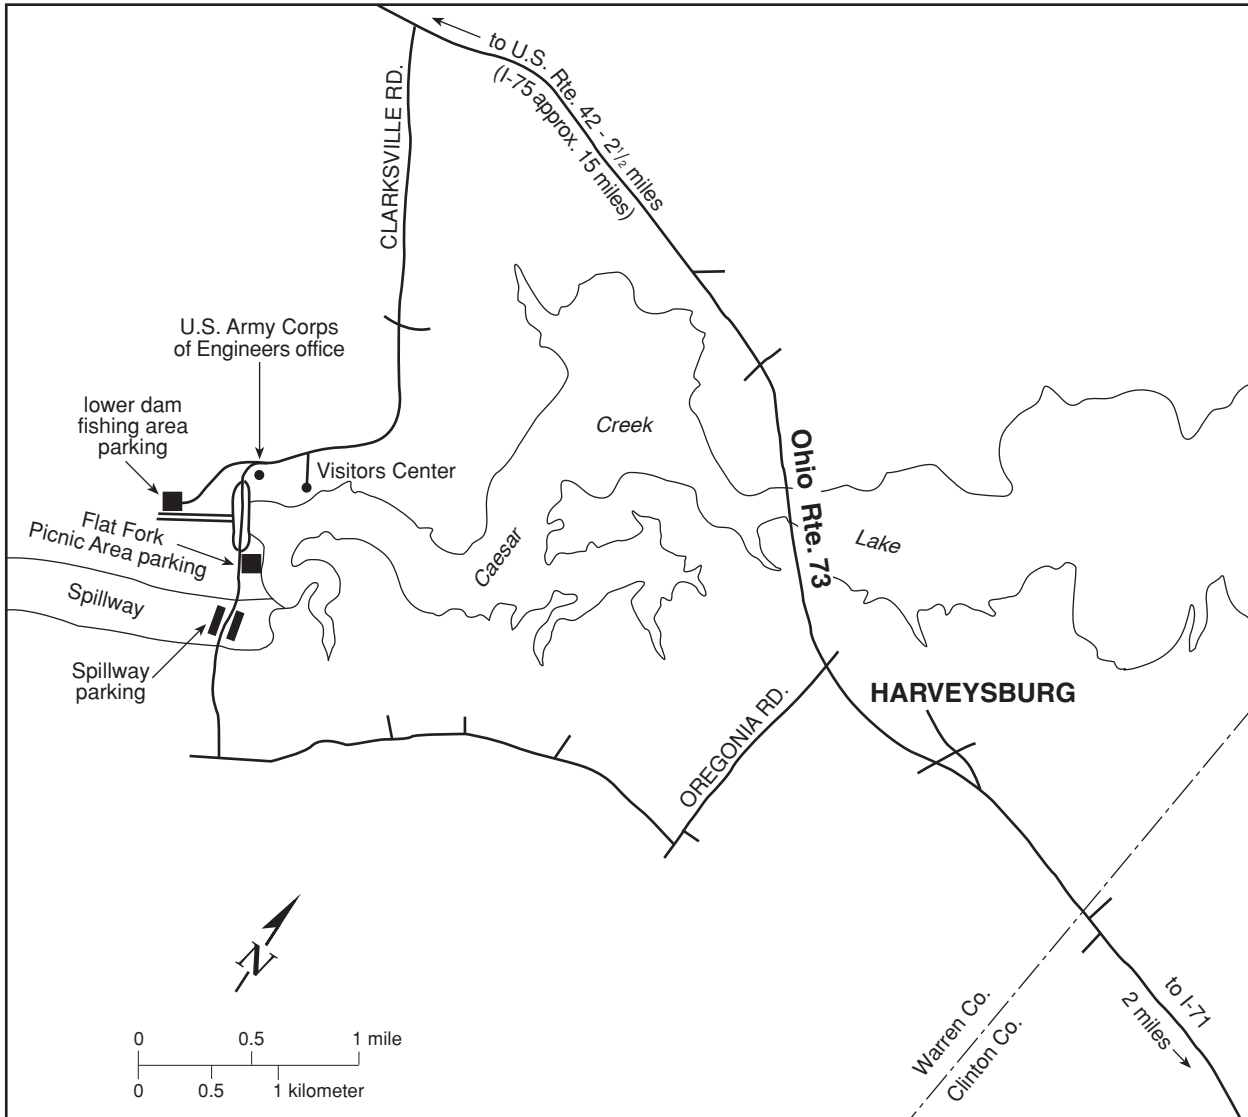 to U.S. Rte. 42 - 2 1/2 miles
(I-75 approx. 15 miles)
CLARKSVILLE RD.
U.S. Army Corps
of Engineers office
lower dam
fishing area
parking
Visitors Center
Creek
Caesar
Lake
Ohio Rte. 73
Flat Fork
Picnic Area parking
Spillway
Spillway
parking
HARVEYSBURG
OREGONIA RD.
N
0 0.5 1 mile
0 0.5 1 kilometer
Warren Co.
Clinton Co.
to I-71
2 miles